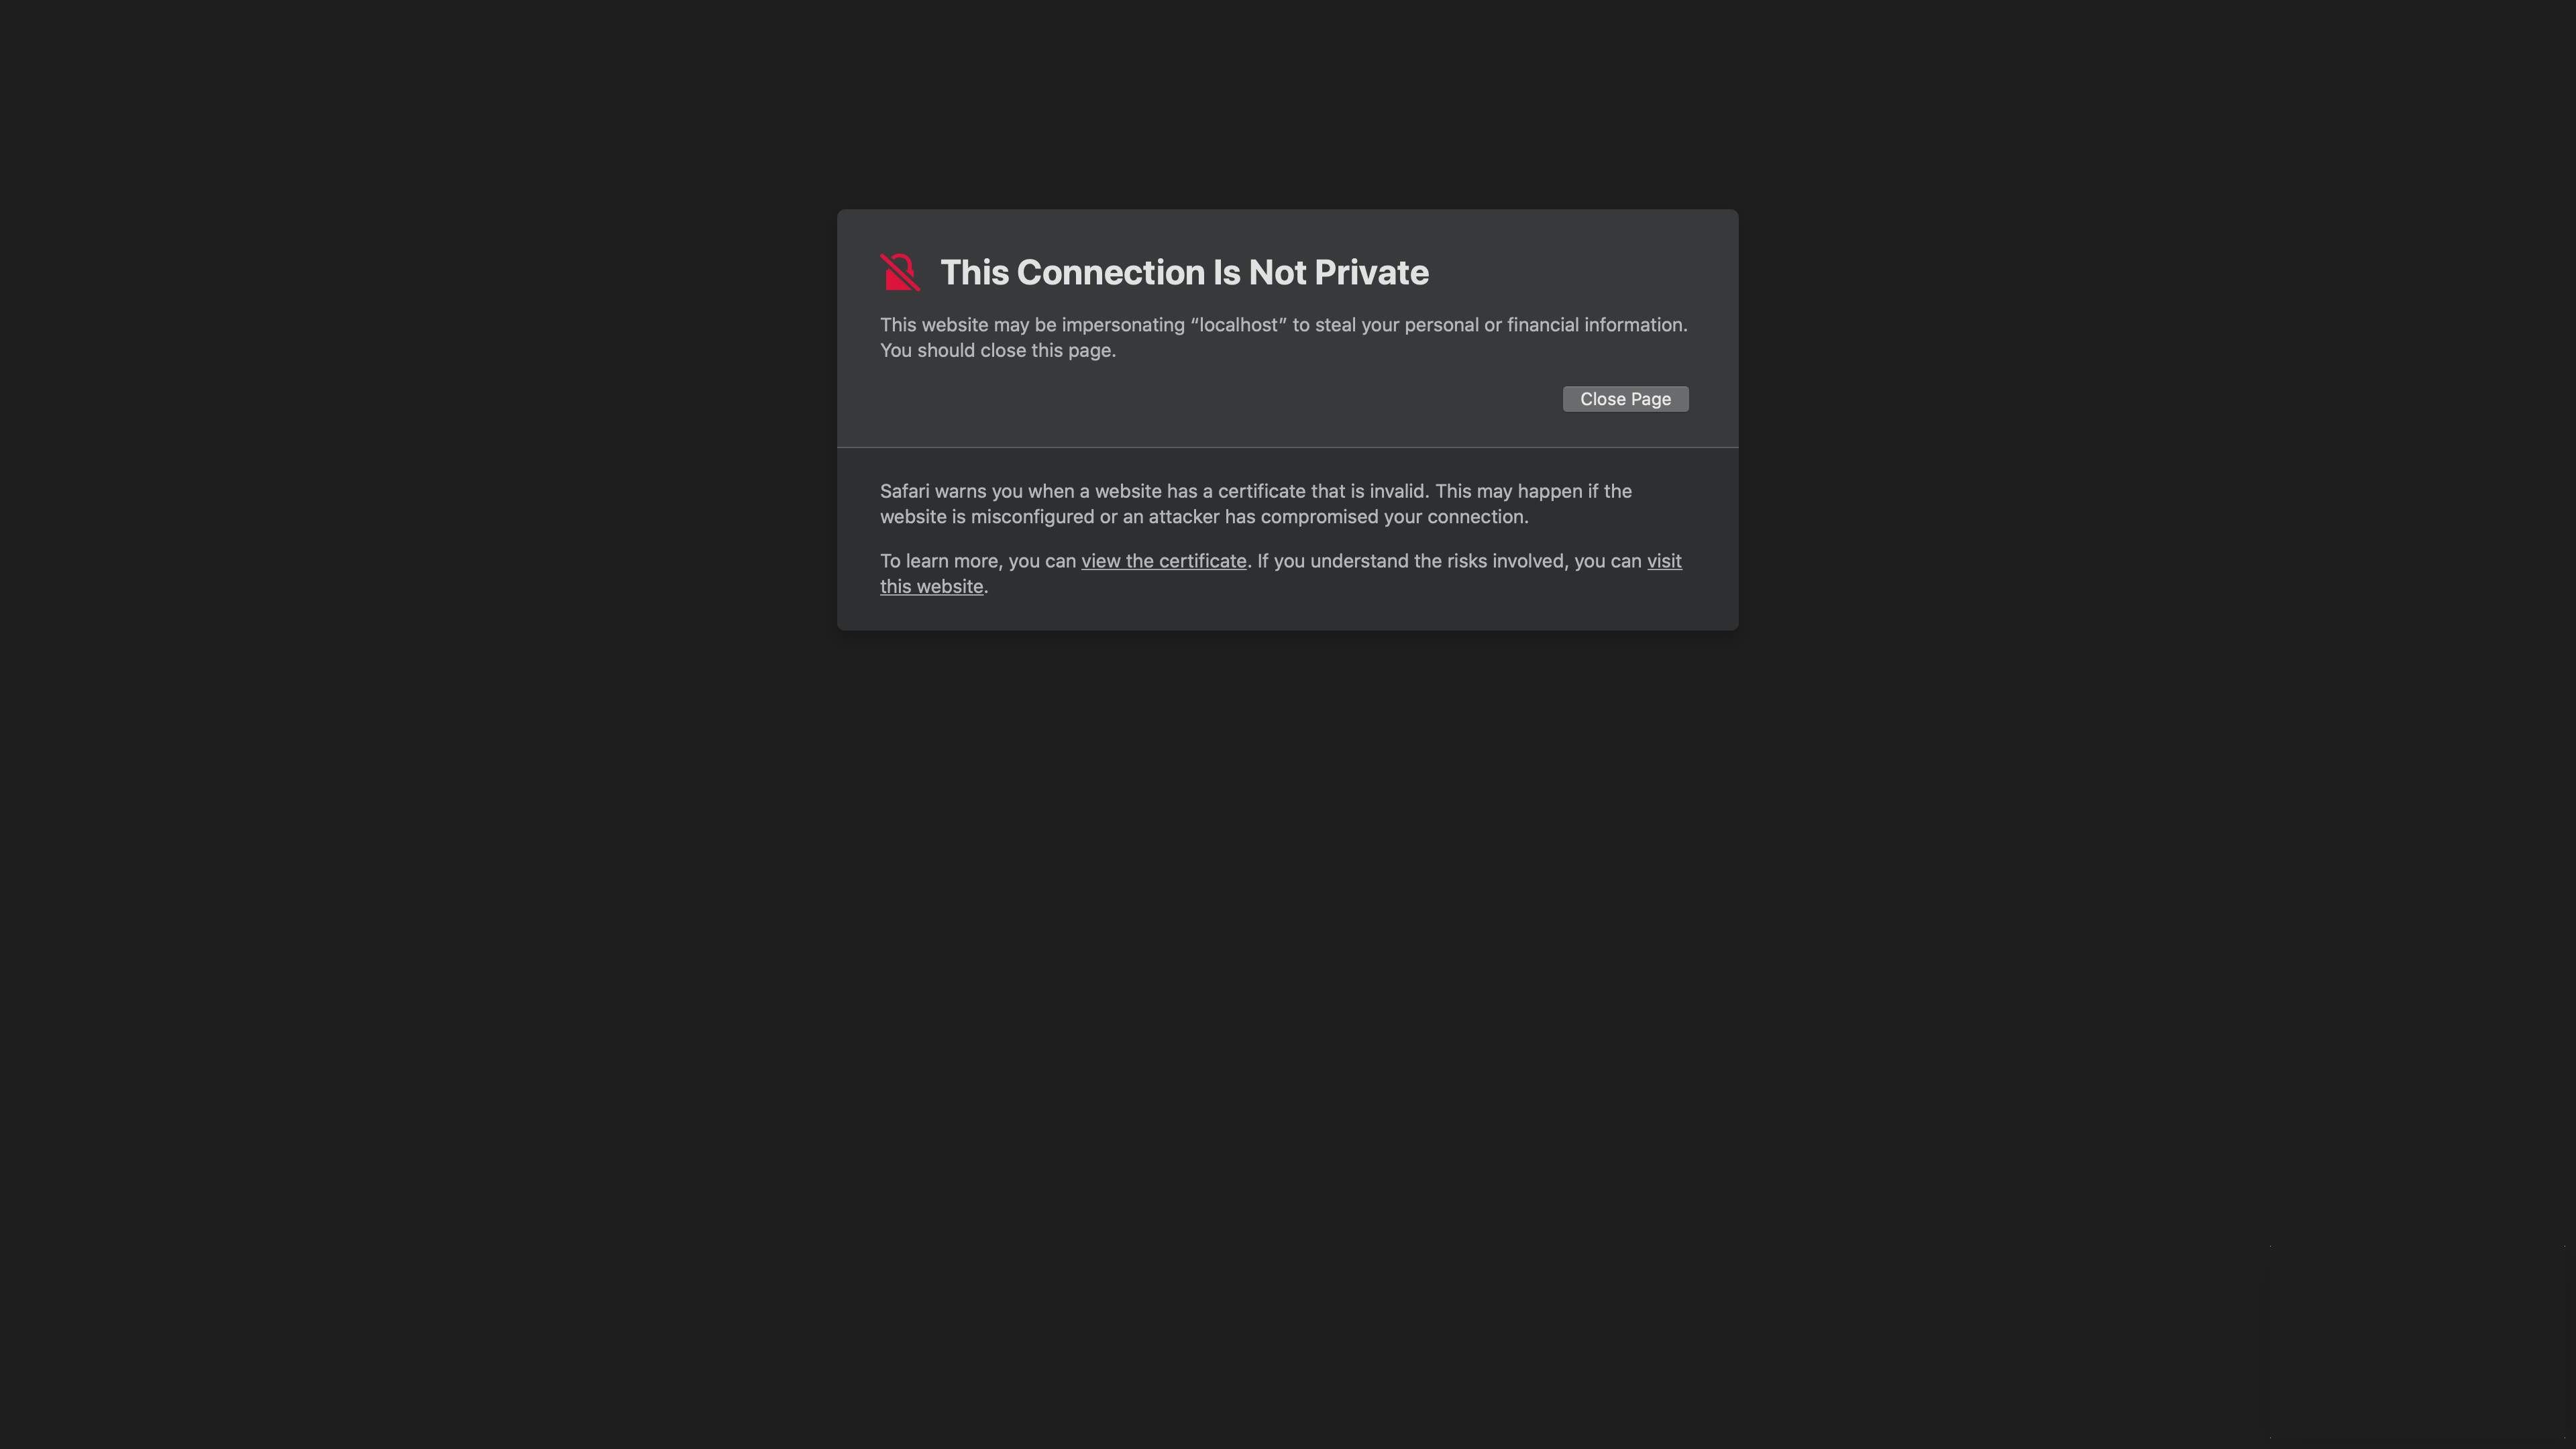 This Connection Is Not Private
This website may be impersonating “localhost” to steal your personal or financial information.
You should close this page.
Close Page
Safari warns you when a website has a certificate that is invalid. This may happen if the
website is misconfigured or an attacker has compromised your connection.
To learn more, you can view the certificate. If you understand the risks involved, you can visit
this website.